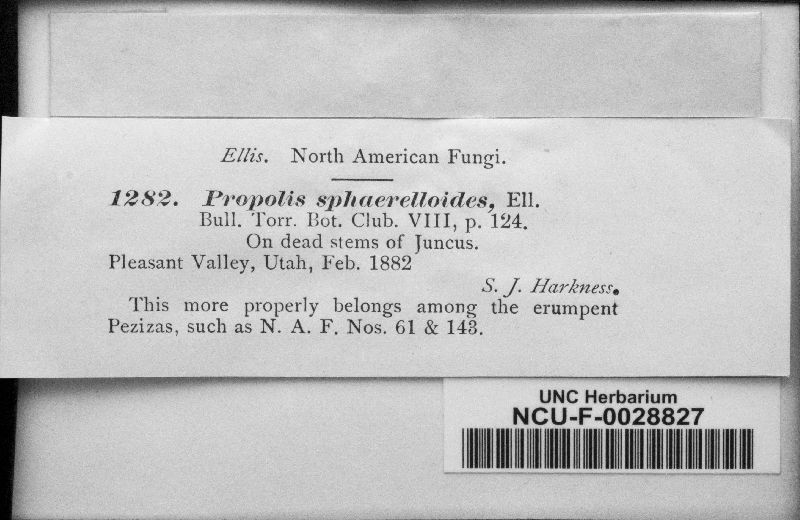 Ellis. North American Fungi.
1282. Propolis sphaerelloides, Ell.
Bull. Torr. Bot. Club. VIII, p. 124.
On dead stems of Juncus.
Pleasant Valley, Utah, Feb. 1882
S. J. Harkness.
This more properly belongs among the erumpent
Pezizas, such as N. A. F. Nos. 61 & 143.
UNC Herbarium
NCU-F-0028827